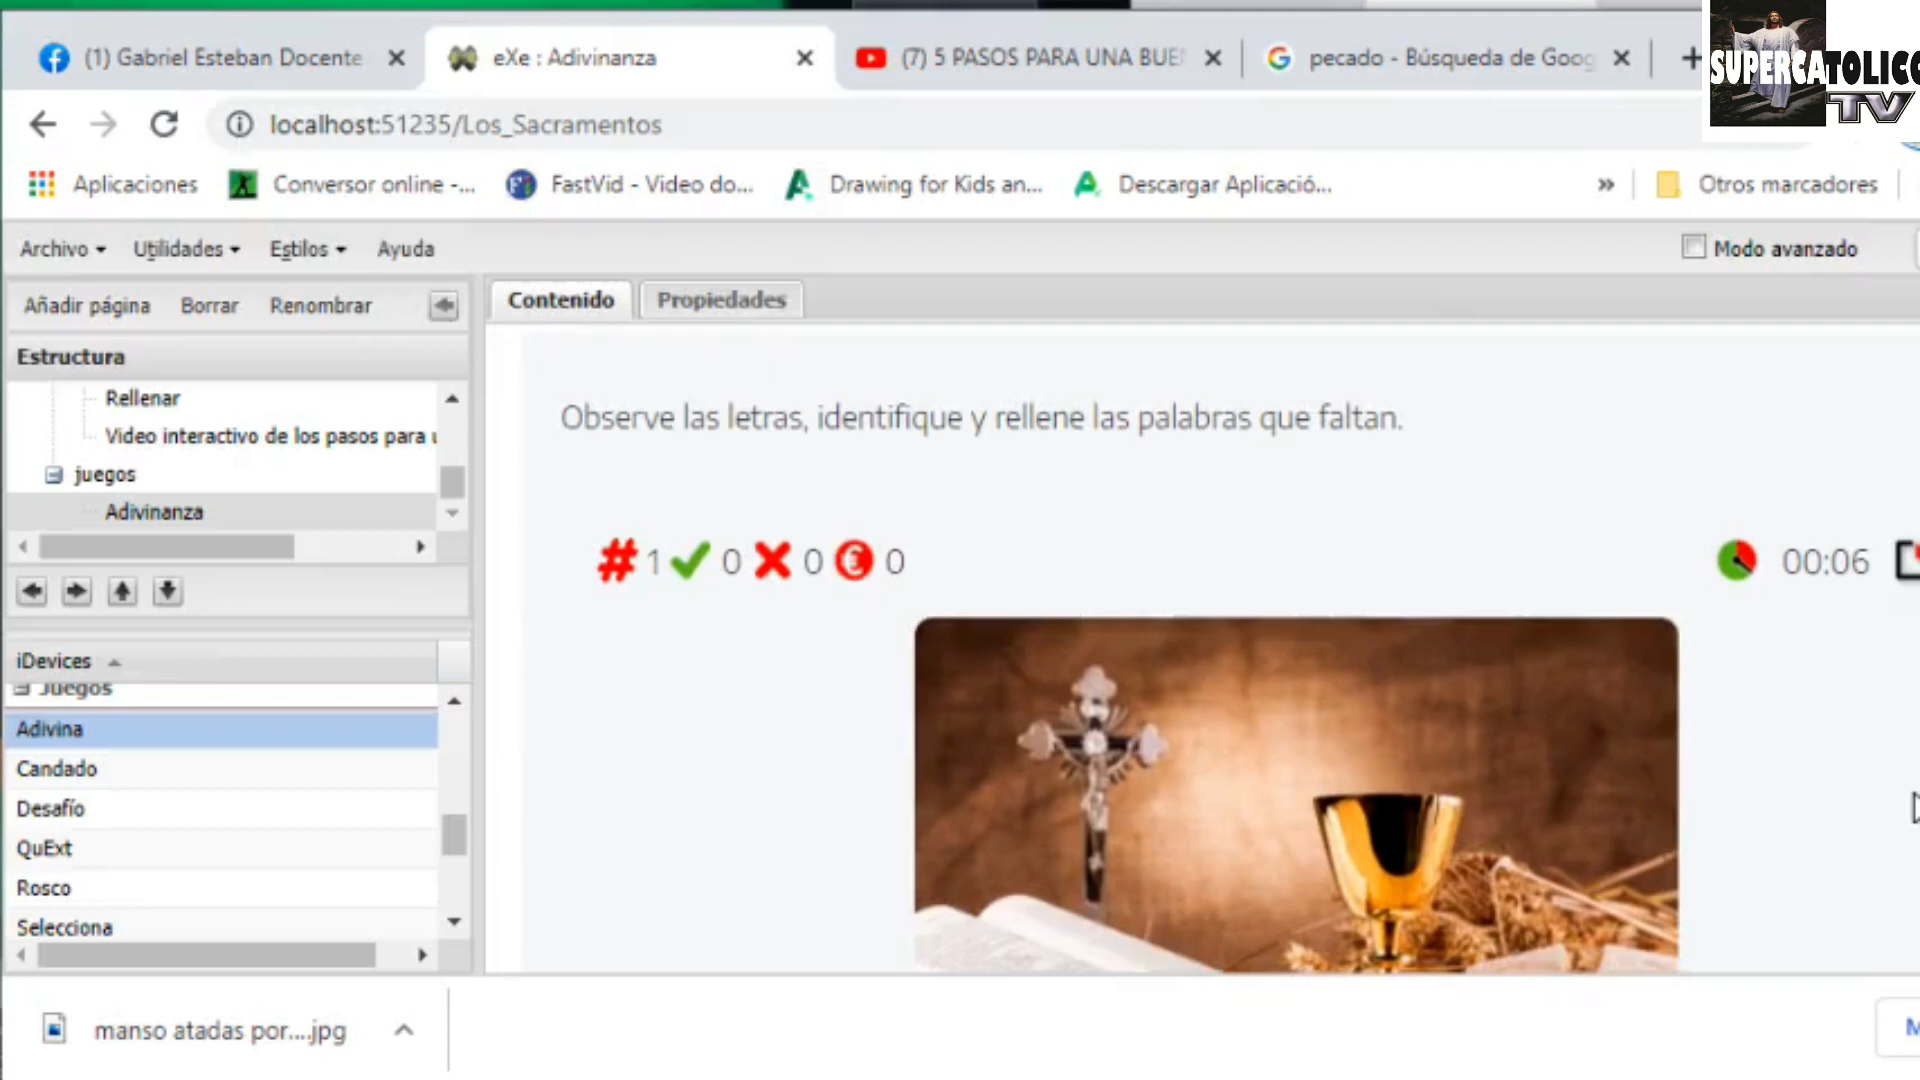 (1) Gabriel Esteban Docente
eXe : Adivinanza
(7) 5 PASOS PARA UNA BUE
pecado - Búsqueda de Goog
SUPERCATOLICO
TV
localhost:51235/Los_Sacramentos
Aplicaciones
Conversor online -...
FastVid - Video do...
Drawing for Kids an...
Descargar Aplicació...
Otros marcadores
Archivo
Utilidades
Estilos
Ayuda
Modo avanzado
Añadir página
Borrar
Renombrar
Contenido
Propiedades
Estructura
Rellenar
Video interactivo de los pasos para u
juegos
Adivinanza
Observe las letras, identifique y rellene las palabras que faltan.
# 1 0 0 0
00:06
iDevices
Juegos
Adivina
Candado
Desafío
QuExt
Rosco
Selecciona
manso atadas por....jpg